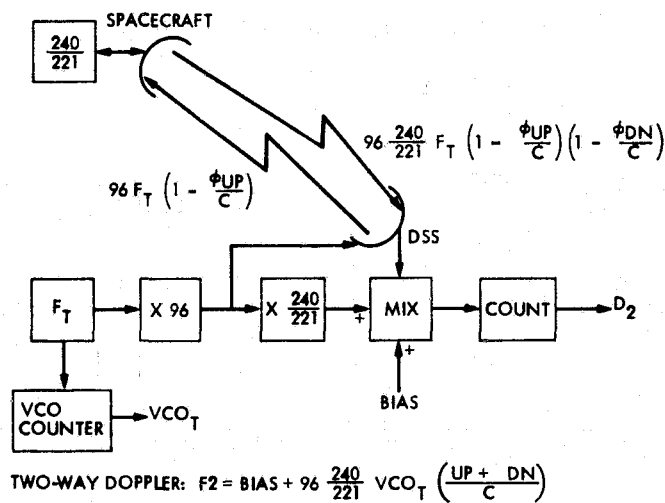 SPACECRAFT
240
221
96 240/221 F_T (1 - ϕUP/C)(1 - ϕDN/C)
96 F_T (1 - ϕUP/C)
DSS
F_T
X 96
X 240/221
+
MIX
COUNT
D_2
+
BIAS
VCO
COUNTER
VCO_T
TWO-WAY DOPPLER: F2 = BIAS + 96 240/221 VCO_T (UP + DN/C)